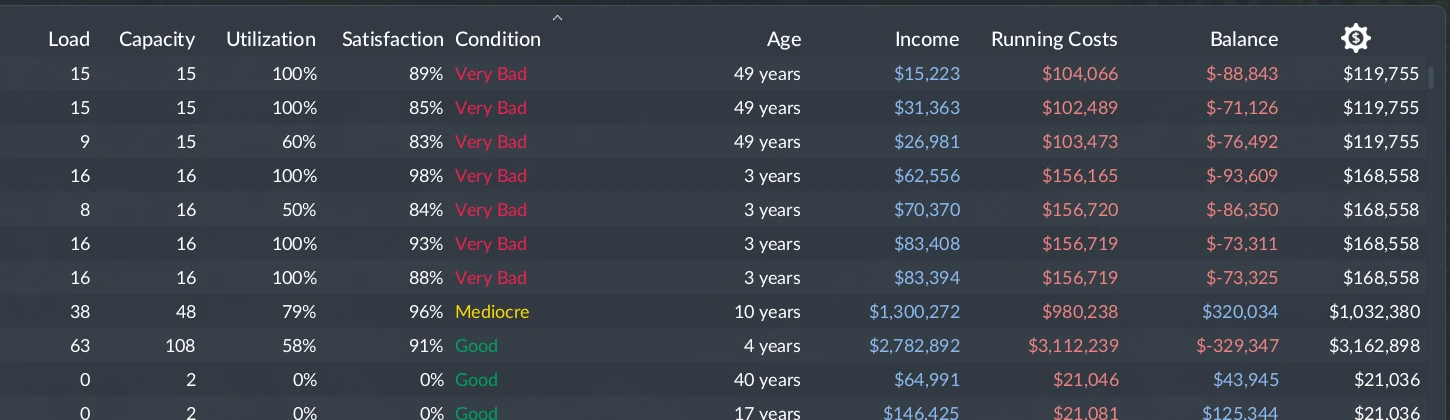 Load Capacity Utilization Satisfaction Condition Age Income Running Costs Balance $
15 15 100% 89% Very Bad 49 years $15,223 $104,066 $-88,843 $119,755
15 15 100% 85% Very Bad 49 years $31,363 $102,489 $-71,126 $119,755
9 15 60% 83% Very Bad 49 years $26,981 $103,473 $-76,492 $119,755
16 16 100% 98% Very Bad 3 years $62,556 $156,165 $-93,609 $168,558
8 16 50% 84% Very Bad 3 years $70,370 $156,720 $-86,350 $168,558
16 16 100% 93% Very Bad 3 years $83,408 $156,719 $-73,311 $168,558
16 16 100% 88% Very Bad 3 years $83,394 $156,719 $-73,325 $168,558
38 48 79% 96% Mediocre 10 years $1,300,272 $980,238 $320,034 $1,032,380
63 108 58% 91% Good 4 years $2,782,892 $3,112,239 $-329,347 $3,162,898
0 2 0% 0% Good 40 years $64,991 $21,046 $43,945 $21,036
0 2 0% 0% Good 17 years $146,425 $21,081 $125,344 $21,036